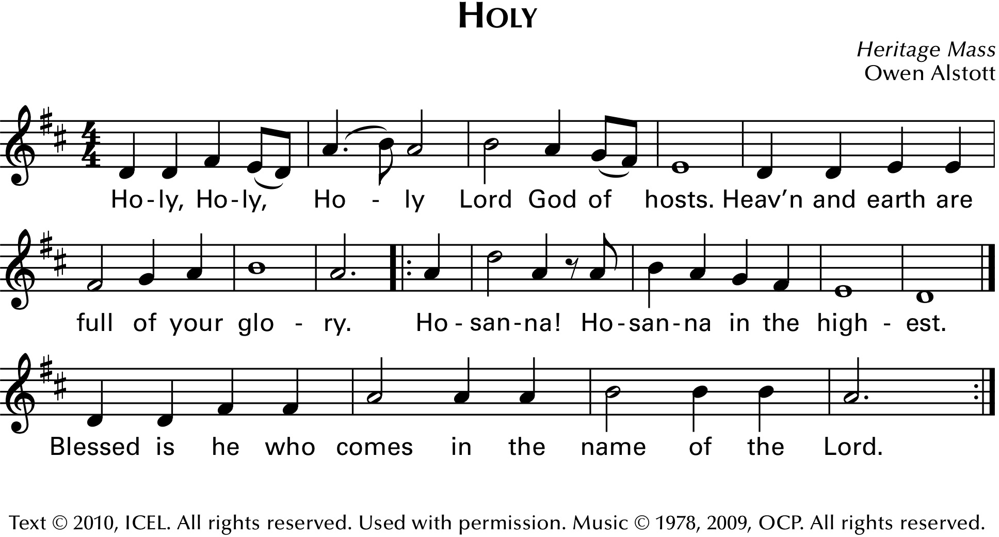 HOLY
Heritage Mass
Owen Alstott
Ho - ly, Ho - ly, Ho - ly Lord God of hosts. Heav’n and earth are
full of your glo - ry. Ho - san - na! Ho - san - na in the high - est.
Blessed is he who comes in the name of the Lord.
Text © 2010, ICEL. All rights reserved. Used with permission. Music © 1978, 2009, OCP. All rights reserved.